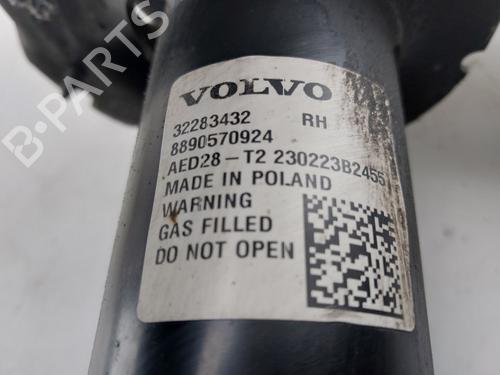 VOLVO
32283432 RH
8890570924
AED28-T2 230223B2455
MADE IN POLAND
WARNING
GAS FILLED
DO NOT OPEN
B-PARTS